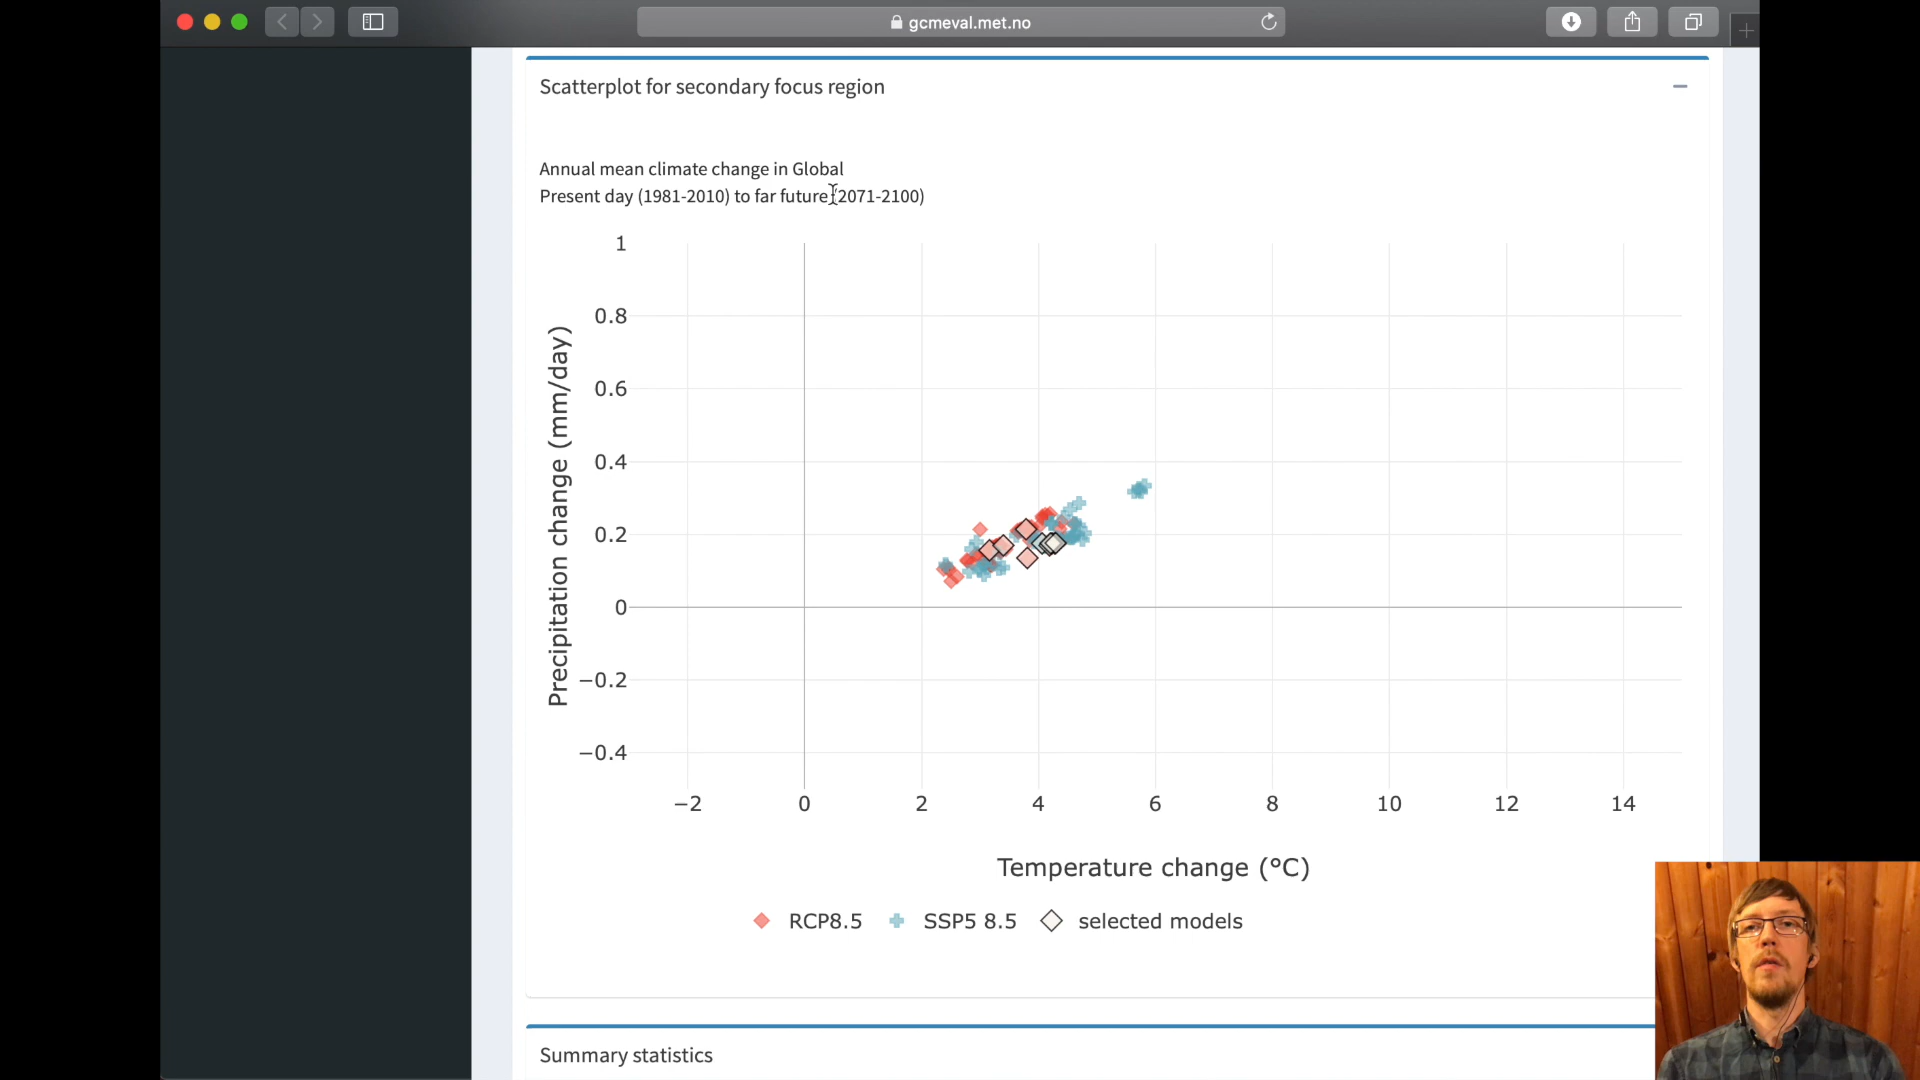 gcmeval.met.no
Scatterplot for secondary focus region
Annual mean climate change in Global
Present day (1981-2010) to far future (2071-2100)
1
0.8
0.6
0.4
0.2
0
−0.2
−0.4
Precipitation change (mm/day)
−2 0 2 4 6 8 10 12 14
Temperature change (°C)
RCP8.5 SSP5 8.5 selected models
Summary statistics